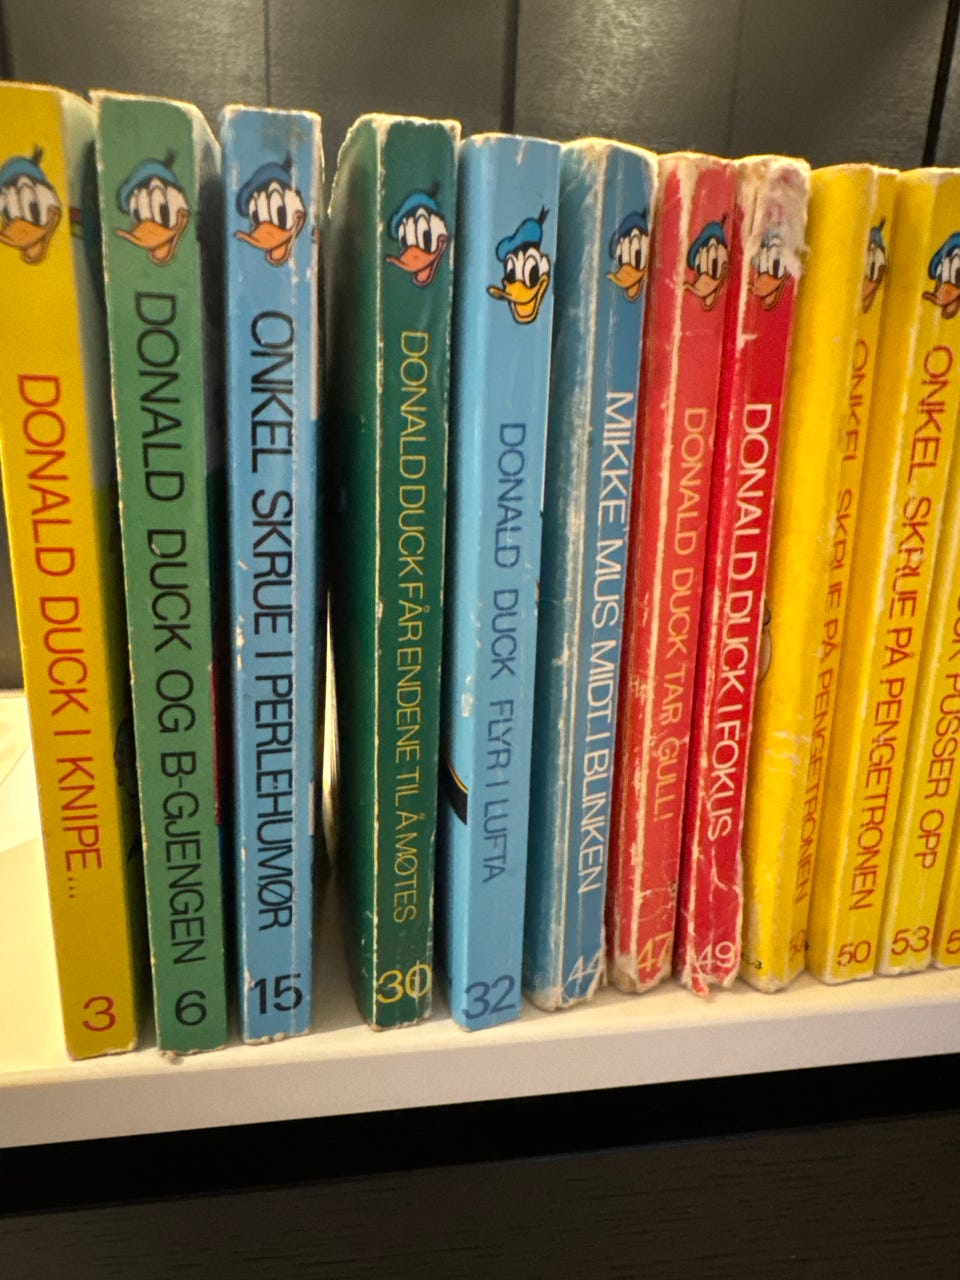 DONALD DUCK I KNIPE...
3
DONALD DUCK OG B-GJENGEN
6
ONKEL SKRUE I PERLEHUMØR
15
DONALD DUCK FÅR ENDENE TIL Å MØTES
30
DONALD DUCK FLYR I LUFTA
32
MIKKE MUS MIDT I BLINKEN
44
DONALD DUCK TAR GULL!
47
DONALD DUCK I FOKUS
49
ONKEL SKRUE PÅ PENGETRONEN
50
ONKEL SKRUE PÅ PENGETRONEN
50
53
PUSSER OPP